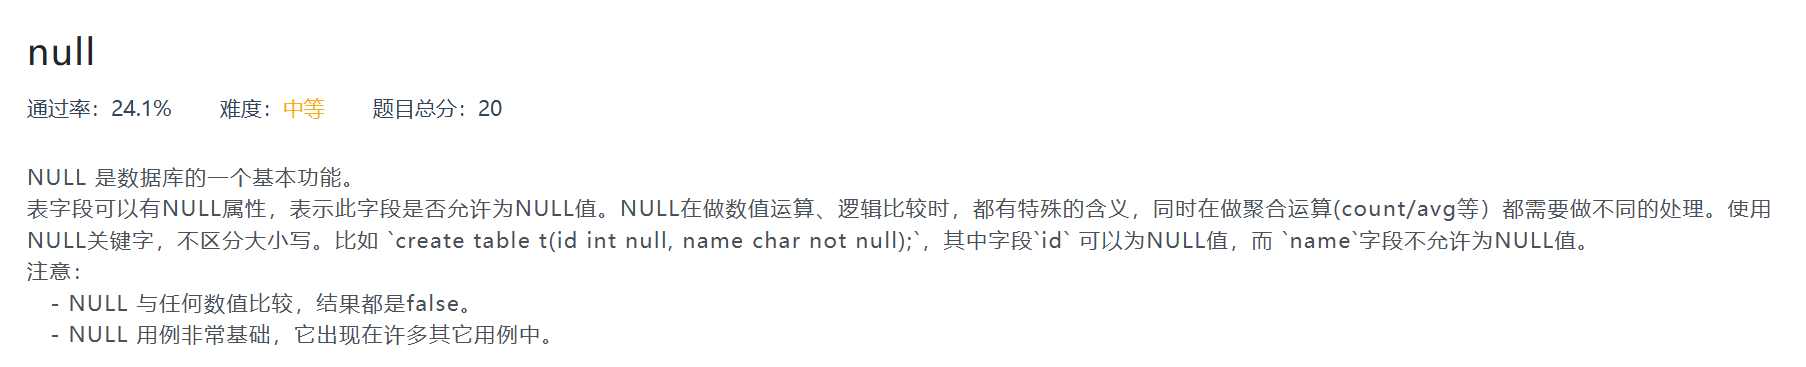 null
通过率：24.1% 难度：中等 题目总分：20
NULL 是数据库的一个基本功能。
表字段可以有NULL属性，表示此字段是否允许为NULL值。NULL在做数值运算、逻辑比较时，都有特殊的含义，同时在做聚合运算(count/avg等）都需要做不同的处理。使用
NULL关键字，不区分大小写。比如 `create table t(id int null, name char not null);`，其中字段`id` 可以为NULL值，而 `name`字段不允许为NULL值。
注意：
- NULL 与任何数值比较，结果都是false。
- NULL 用例非常基础，它出现在许多其它用例中。